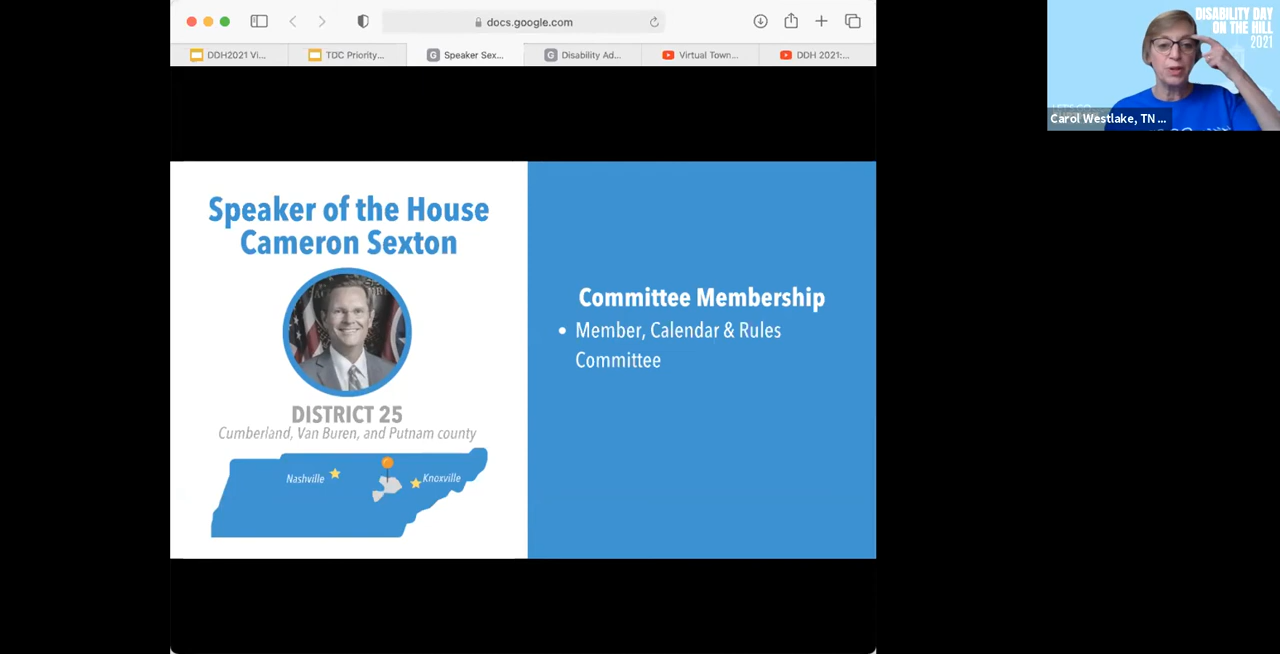 docs.google.com
DDH2021 Vi...
TDC Priority...
Speaker Sex...
Disability Ad...
Virtual Town...
DDH 2021:...
DISABILITY DAY
ON THE HILL
2021
Carol Westlake, TN ...
Speaker of the House
Cameron Sexton
DISTRICT 25
Cumberland, Van Buren, and Putnam county
Nashville
Knoxville
Committee Membership
• Member, Calendar & Rules
Committee